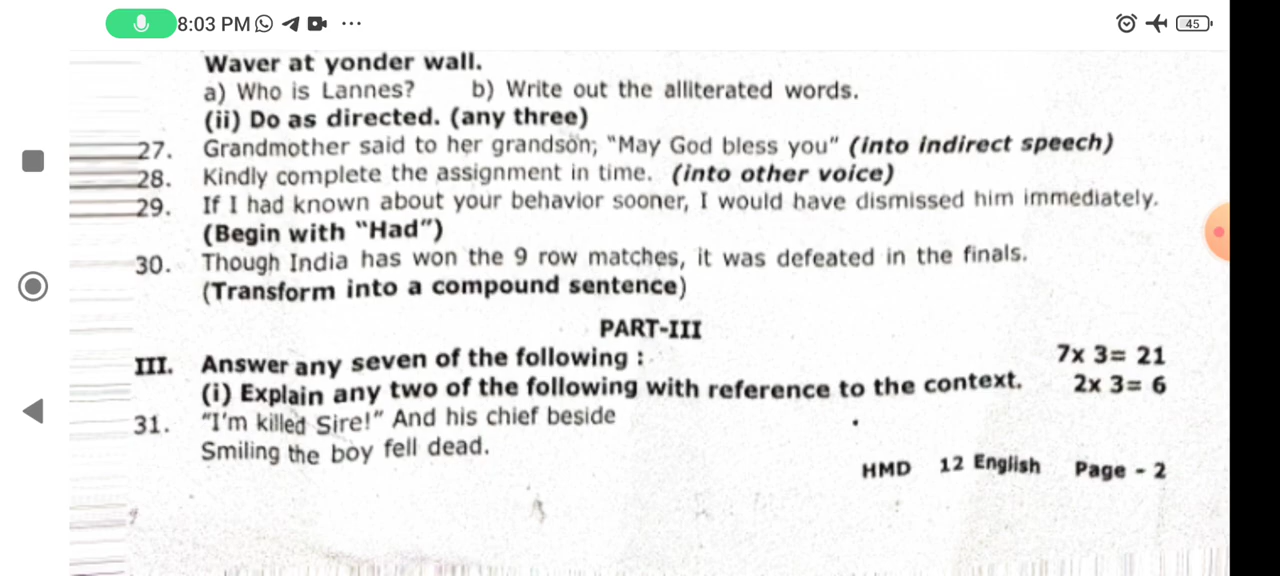 8:03 PM ... 45
Waver at yonder wall.
a) Who is Lannes? b) Write out the alliterated words.
(ii) Do as directed. (any three)
27. Grandmother said to her grandson; "May God bless you" (into indirect speech)
28. Kindly complete the assignment in time. (into other voice)
29. If I had known about your behavior sooner, I would have dismissed him immediately.
(Begin with "Had")
30. Though India has won the 9 row matches, it was defeated in the finals.
(Transform into a compound sentence)
PART-III
III. Answer any seven of the following : 7x 3= 21
(i) Explain any two of the following with reference to the context. 2x 3= 6
31. "I'm killed Sire!" And his chief beside
Smiling the boy fell dead.
HMD 12 English Page - 2